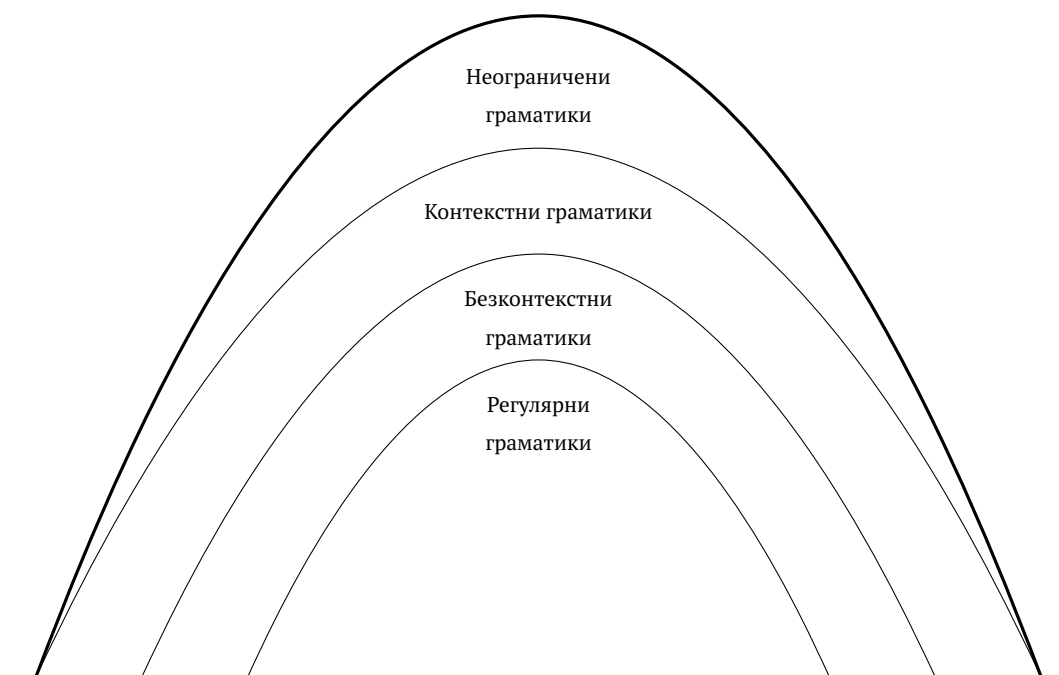 Неограничени
граматики
Контекстни граматики
Безконтекстни
граматики
Регулярни
граматики